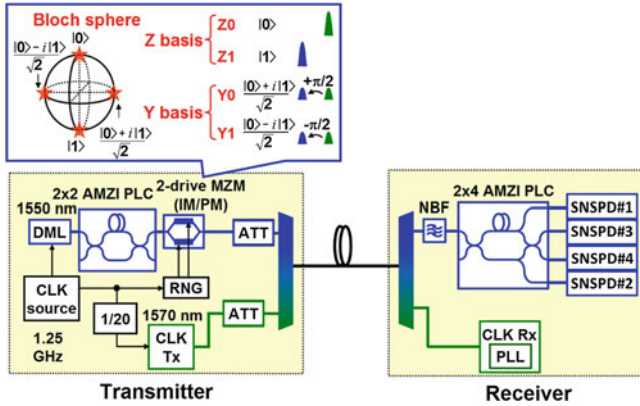 Bloch sphere
|0>
|0>-i|1>
√2
|1>
|0>+i|1>
√2
Z basis
Z0 |0>
Z1 |1>
Y basis
Y0 |0>+i|1> +π/2
√2
Y1 |0>-i|1> -π/2
√2
2x2 AMZI PLC
2-drive MZM
(IM/PM)
1550 nm
DML
ATT
CLK
source
RNG
1/20
1570 nm
ATT
CLK
Tx
1.25
GHz
Transmitter
2x4 AMZI PLC
NBF
SNSPD#1
SNSPD#3
SNSPD#4
SNSPD#2
CLK Rx
PLL
Receiver